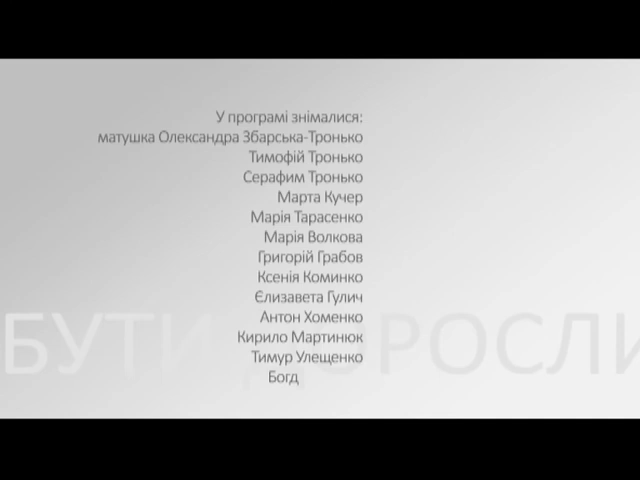 У програмі знімалися:
матушка Олександра Збарська-Тронько
Тимофій Тронько
Серафим Тронько
Марта Кучер
Марія Тарасенко
Марія Волкова
Григорій Грабов
Ксенія Коминко
Єлизавета Гулич
Антон Хоменко
Кирило Мартинюк
Тимур Улещенко
Богд
БУТИ ДОРОСЛИ